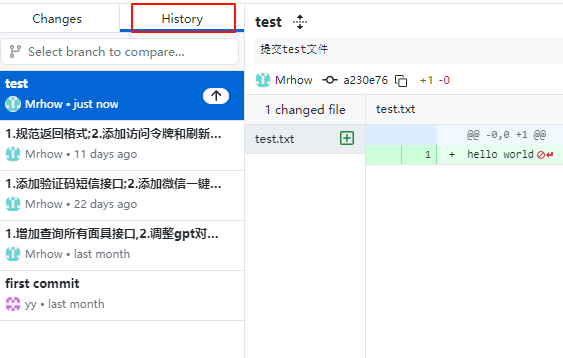 Changes
History
Select branch to compare...
test
Mrhow • just now
1.规范返回格式;2.添加访问令牌和刷新...
Mrhow • 11 days ago
1.添加验证码短信接口;2.添加微信一键...
Mrhow • 22 days ago
1.增加查询所有面具接口,2.调整gpt对...
Mrhow • last month
first commit
yy • last month
test
提交test文件
Mrhow a230e76 +1 -0
1 changed file
test.txt
test.txt
@@ -0,0 +1 @@
1 + hello world